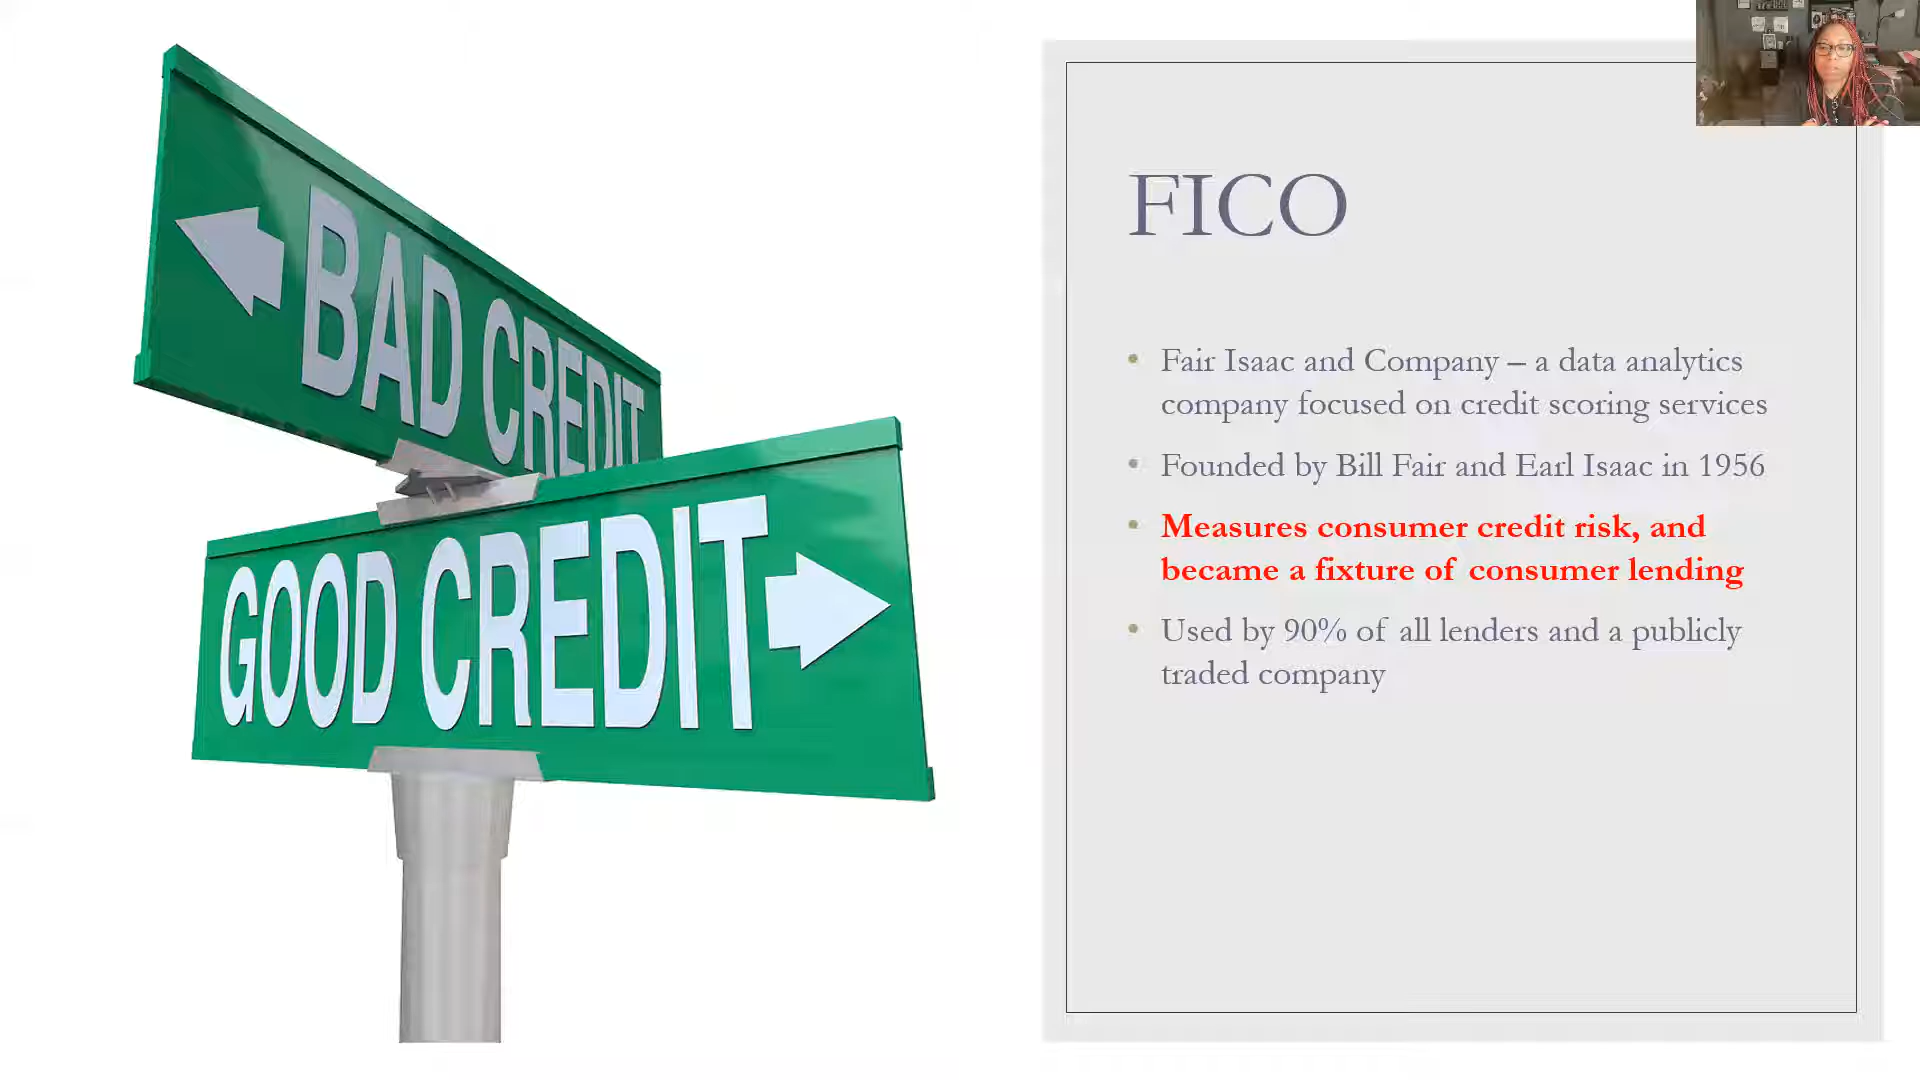 BAD CREDIT
GOOD CREDIT
FICO
• Fair Isaac and Company – a data analytics
company focused on credit scoring services
• Founded by Bill Fair and Earl Isaac in 1956
• Measures consumer credit risk, and
became a fixture of consumer lending
• Used by 90% of all lenders and a publicly
traded company